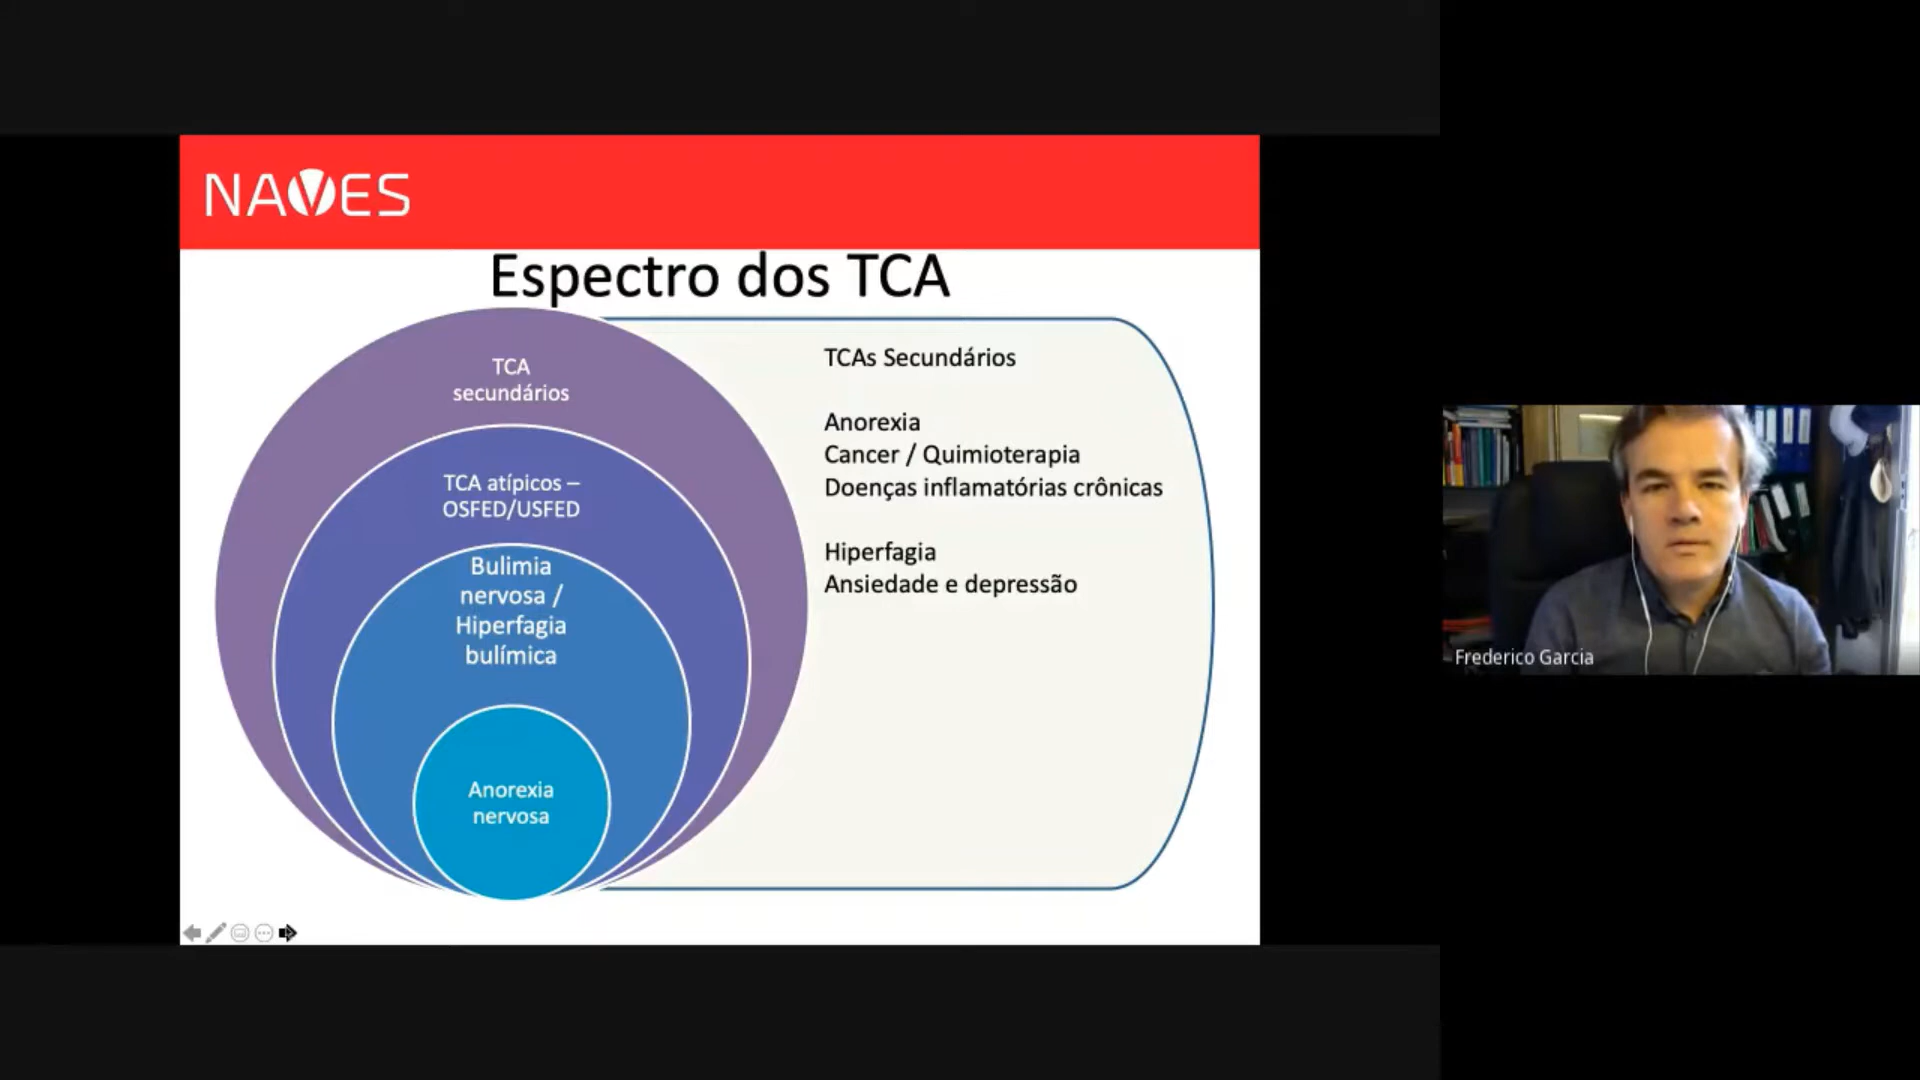 NAVES
Espectro dos TCA
TCA
secundários
TCA atípicos –
OSFED/USFED
Bulimia
nervosa /
Hiperfagia
bulímica
Anorexia
nervosa
TCAs Secundários
Anorexia
Cancer / Quimioterapia
Doenças inflamatórias crônicas
Hiperfagia
Ansiedade e depressão
Frederico Garcia